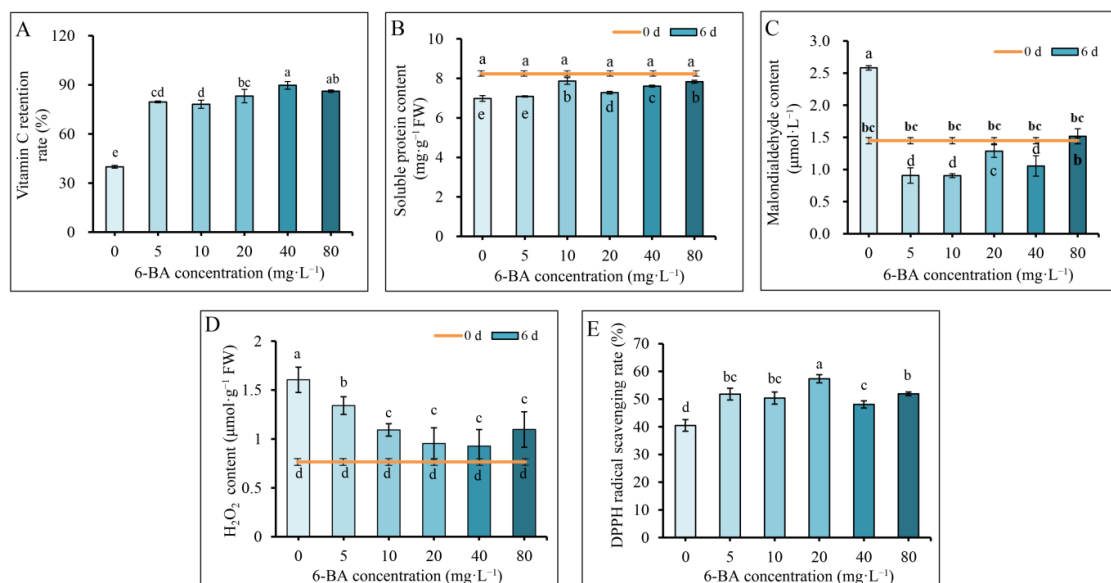 A
120
90
60
30
0
Vitamin C retention
rate (%)
e
cd
d
bc
a
ab
0 5 10 20 40 80
6-BA concentration (mg·L⁻¹)
B
0 d 6 d
10
8
6
4
2
0
Soluble protein content
(mg·g⁻¹ FW)
a a a a a a
e e b d c b
0 5 10 20 40 80
6-BA concentration (mg·L⁻¹)
C
0 d 6 d
3.0
2.5
2.0
1.5
1.0
0.5
0.0
Malondialdehyde content
(μmol·L⁻¹)
a
bc bc bc bc bc bc
d d c d b
0 5 10 20 40 80
6-BA concentration (mg·L⁻¹)
D
0 d 6 d
2
1.5
1
0.5
0
H₂O₂ content (μmol·g⁻¹ FW)
a b c c c c
d d d d d d
0 5 10 20 40 80
6-BA concentration (mg·L⁻¹)
E
70
60
50
40
30
20
10
0
DPPH radical scavenging rate (%)
d bc bc a c b
0 5 10 20 40 80
6-BA concentration (mg·L⁻¹)